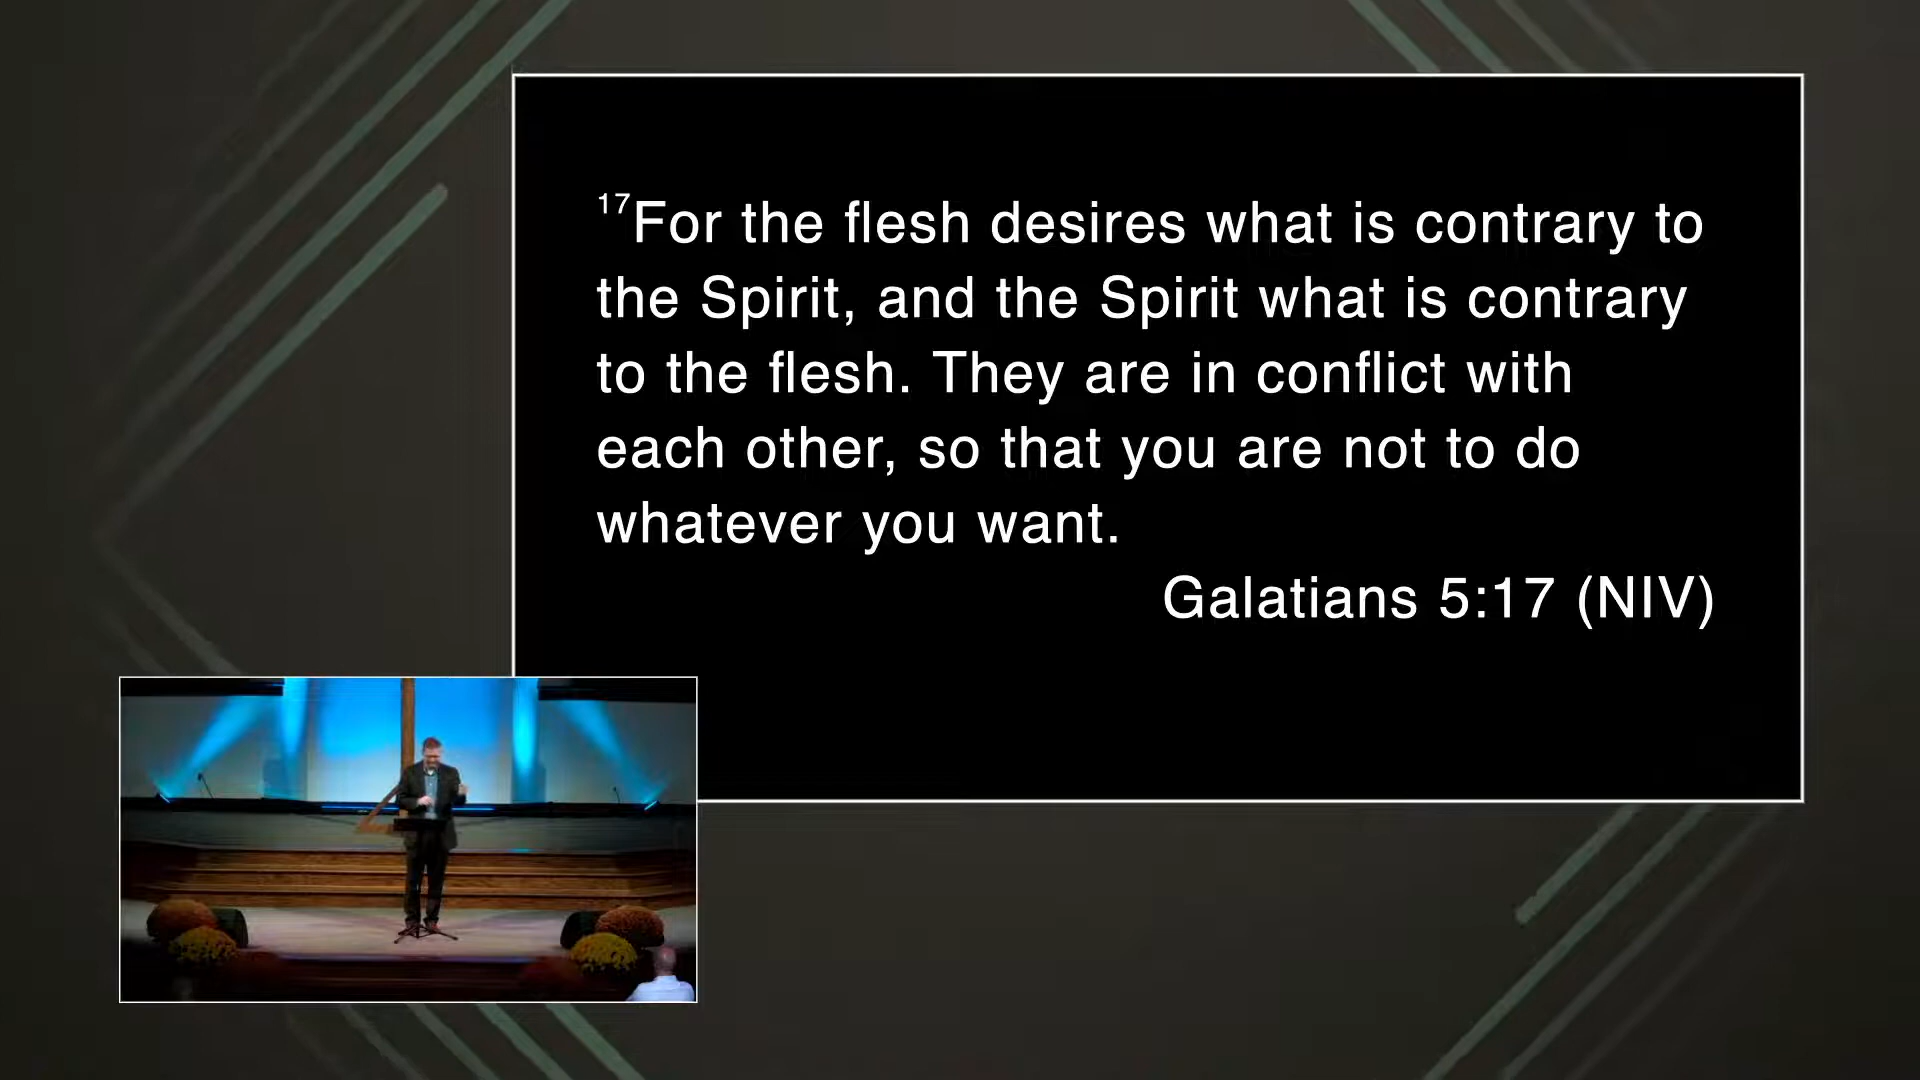 17For the flesh desires what is contrary to
the Spirit, and the Spirit what is contrary
to the flesh. They are in conflict with
each other, so that you are not to do
whatever you want.
Galatians 5:17 (NIV)